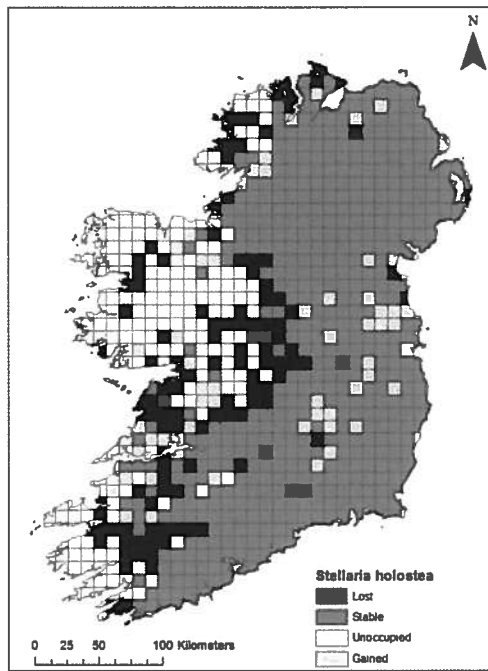 N
Stellaria holostea
Lost
Stable
Unoccupied
Gained
0 25 50 100 Kilometers